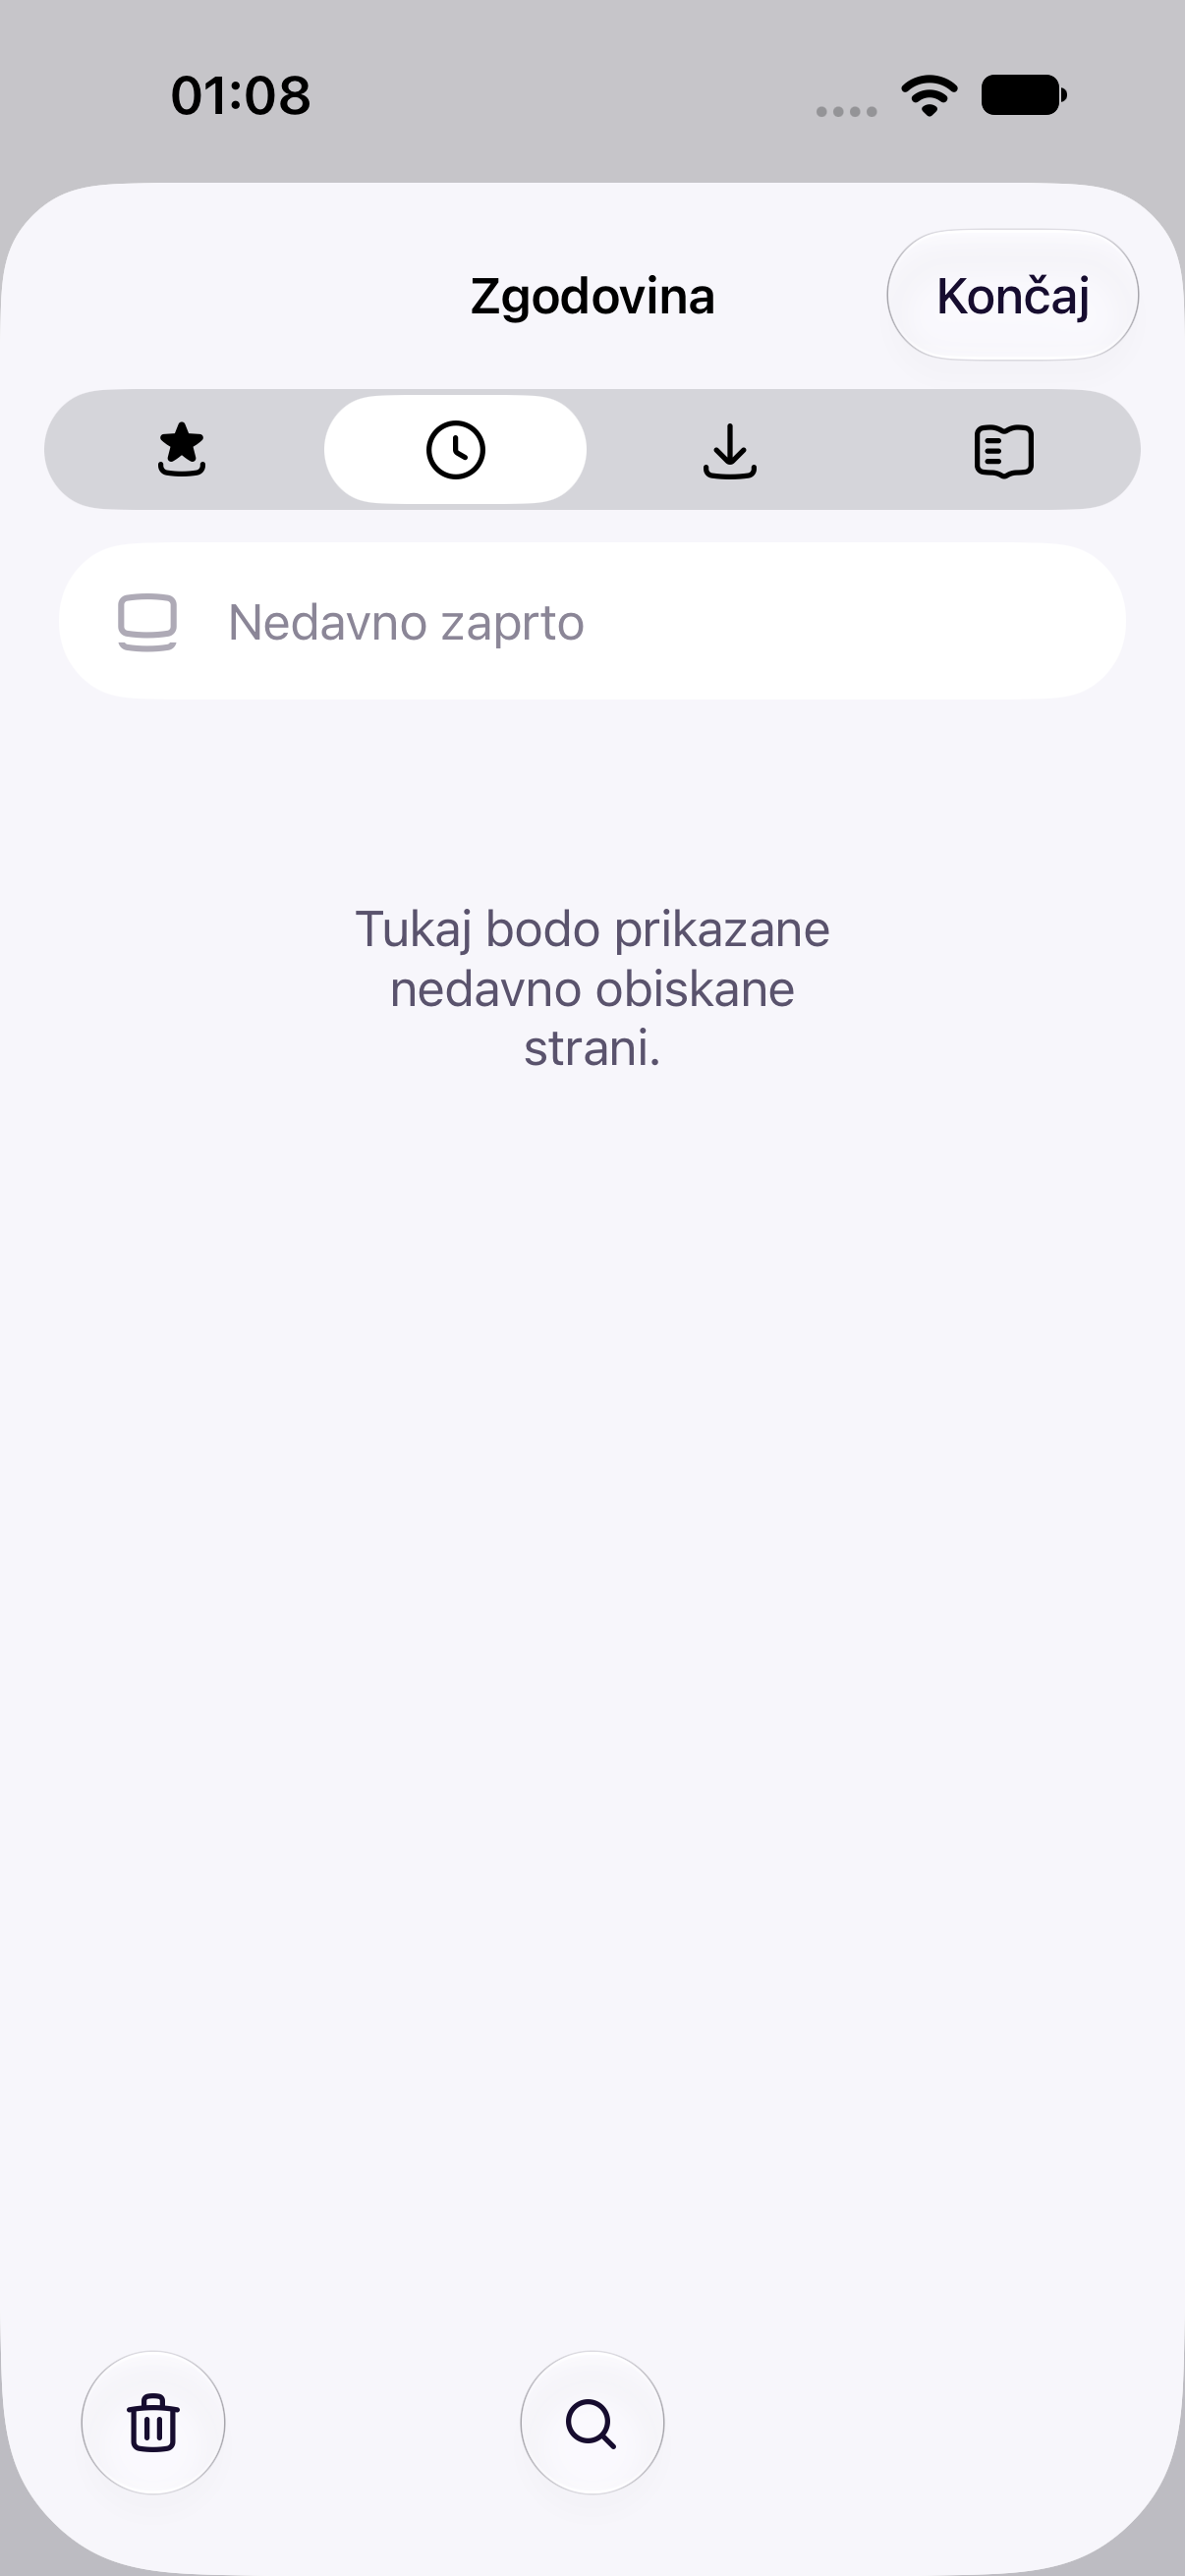 01:08
Zgodovina
Končaj
Nedavno zaprto
Tukaj bodo prikazane
nedavno obiskane
strani.